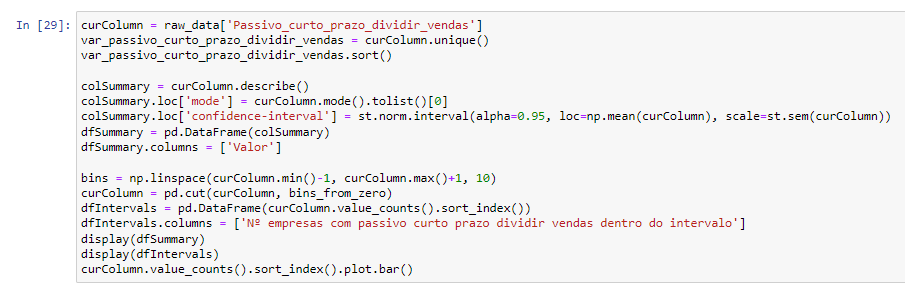 In [29]: curColumn = raw_data['Passivo_curto_prazo_dividir_vendas']
var_passivo_curto_prazo_dividir_vendas = curColumn.unique()
var_passivo_curto_prazo_dividir_vendas.sort()
colSummary = curColumn.describe()
colSummary.loc['mode'] = curColumn.mode().tolist()[0]
colSummary.loc['confidence-interval'] = st.norm.interval(alpha=0.95, loc=np.mean(curColumn), scale=st.sem(curColumn))
dfSummary = pd.DataFrame(colSummary)
dfSummary.columns = ['Valor']
bins = np.linspace(curColumn.min()-1, curColumn.max()+1, 10)
curColumn = pd.cut(curColumn, bins_from_zero)
dfIntervals = pd.DataFrame(curColumn.value_counts().sort_index())
dfIntervals.columns = ['Nº empresas com passivo curto prazo dividir vendas dentro do intervalo']
display(dfSummary)
display(dfIntervals)
curColumn.value_counts().sort_index().plot.bar()